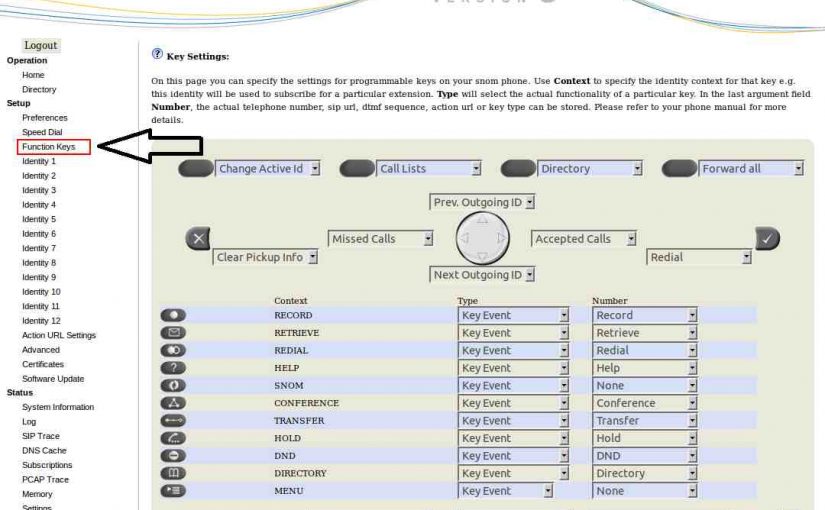 VERSION
Logout
Operation
Home
Directory
Setup
Preferences
Speed Dial
Function Keys
Identity 1
Identity 2
Identity 3
Identity 4
Identity 5
Identity 6
Identity 7
Identity 8
Identity 9
Identity 10
Identity 11
Identity 12
Action URL Settings
Advanced
Certificates
Software Update
Status
System Information
Log
SIP Trace
DNS Cache
Subscriptions
PCAP Trace
Memory
Settings
? Key Settings:
On this page you can specify the settings for programmable keys on your snom phone. Use Context to specify the identity context for that key e.g.
this identity will be used to subscribe for a particular extension. Type will select the actual functionality of a particular key. In the last argument field
Number, the actual telephone number, sip url, dtmf sequence, action url or key type can be stored. Please refer to your phone manual for more
details.
Change Active Id Call Lists Directory Forward all
Prev. Outgoing ID
Missed Calls Accepted Calls
Clear Pickup Info Redial
Next Outgoing ID
Context Type Number
RECORD Key Event Record
RETRIEVE Key Event Retrieve
REDIAL Key Event Redial
? HELP Key Event Help
SNOM Key Event None
CONFERENCE Key Event Conference
TRANSFER Key Event Transfer
HOLD Key Event Hold
DND Key Event DND
DIRECTORY Key Event Directory
MENU Key Event None